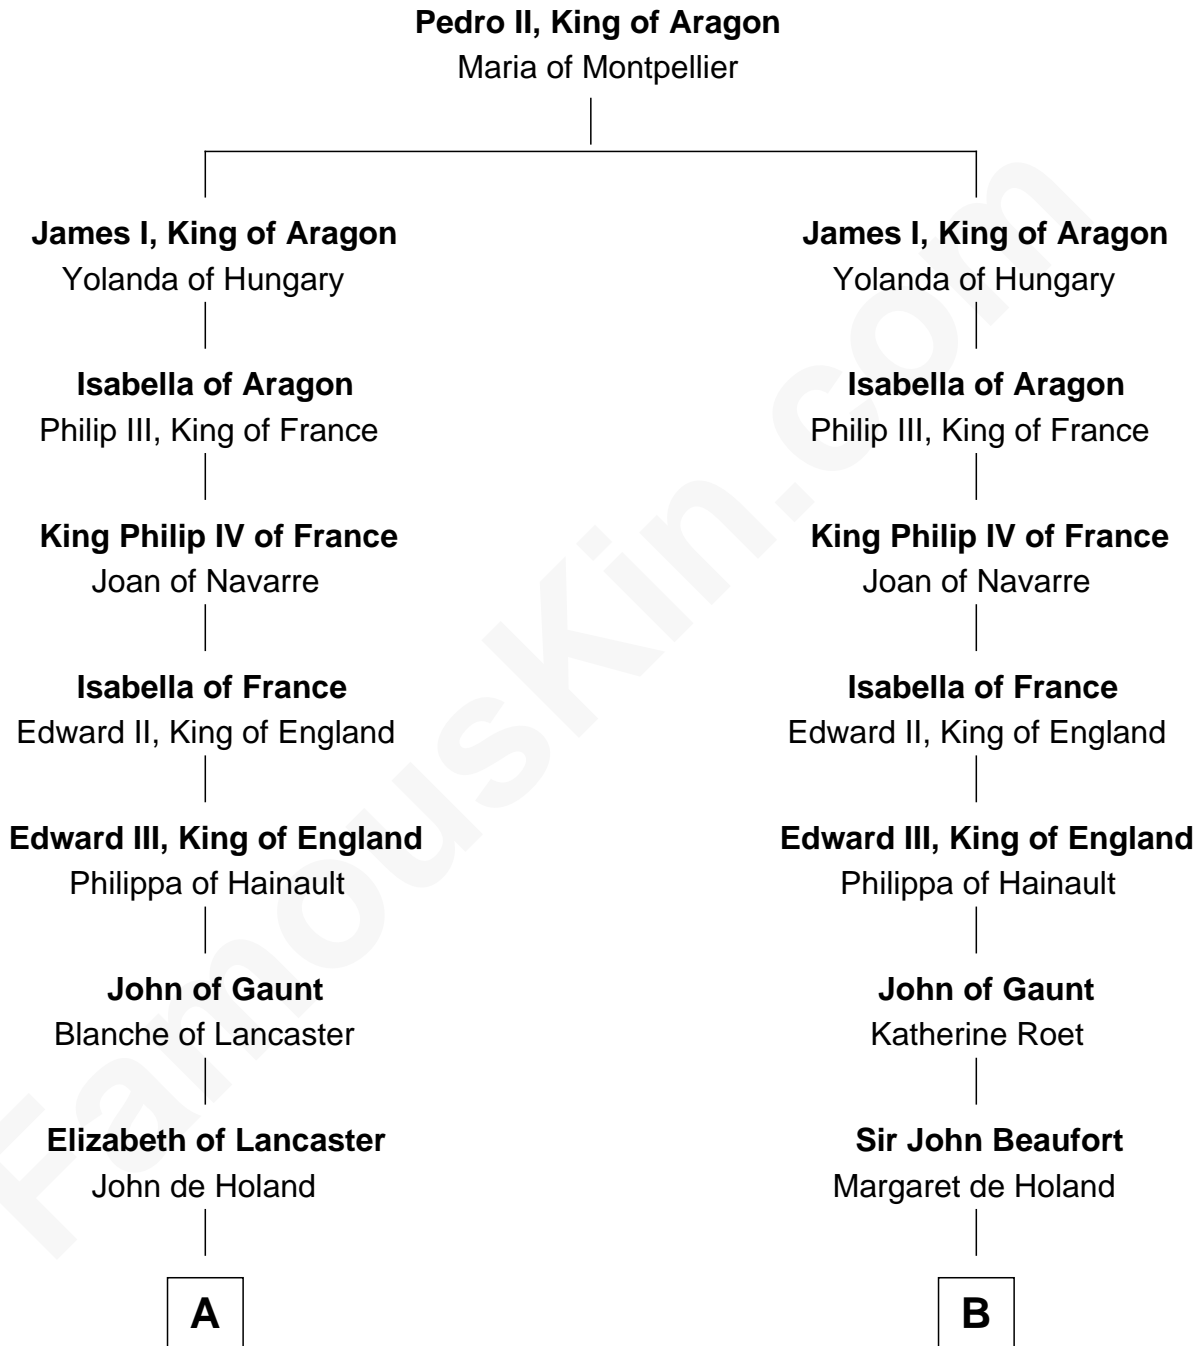 Pedro II, King of Aragon
Maria of Montpellier
James I, King of Aragon
Yolanda of Hungary
Isabella of Aragon
Philip III, King of France
King Philip IV of France
Joan of Navarre
Isabella of France
Edward II, King of England
Edward III, King of England
Philippa of Hainault
John of Gaunt
Blanche of Lancaster
Elizabeth of Lancaster
John de Holand
A
James I, King of Aragon
Yolanda of Hungary
Isabella of Aragon
Philip III, King of France
King Philip IV of France
Joan of Navarre
Isabella of France
Edward II, King of England
Edward III, King of England
Philippa of Hainault
John of Gaunt
Katherine Roet
Sir John Beaufort
Margaret de Holand
B
FamousKin.com